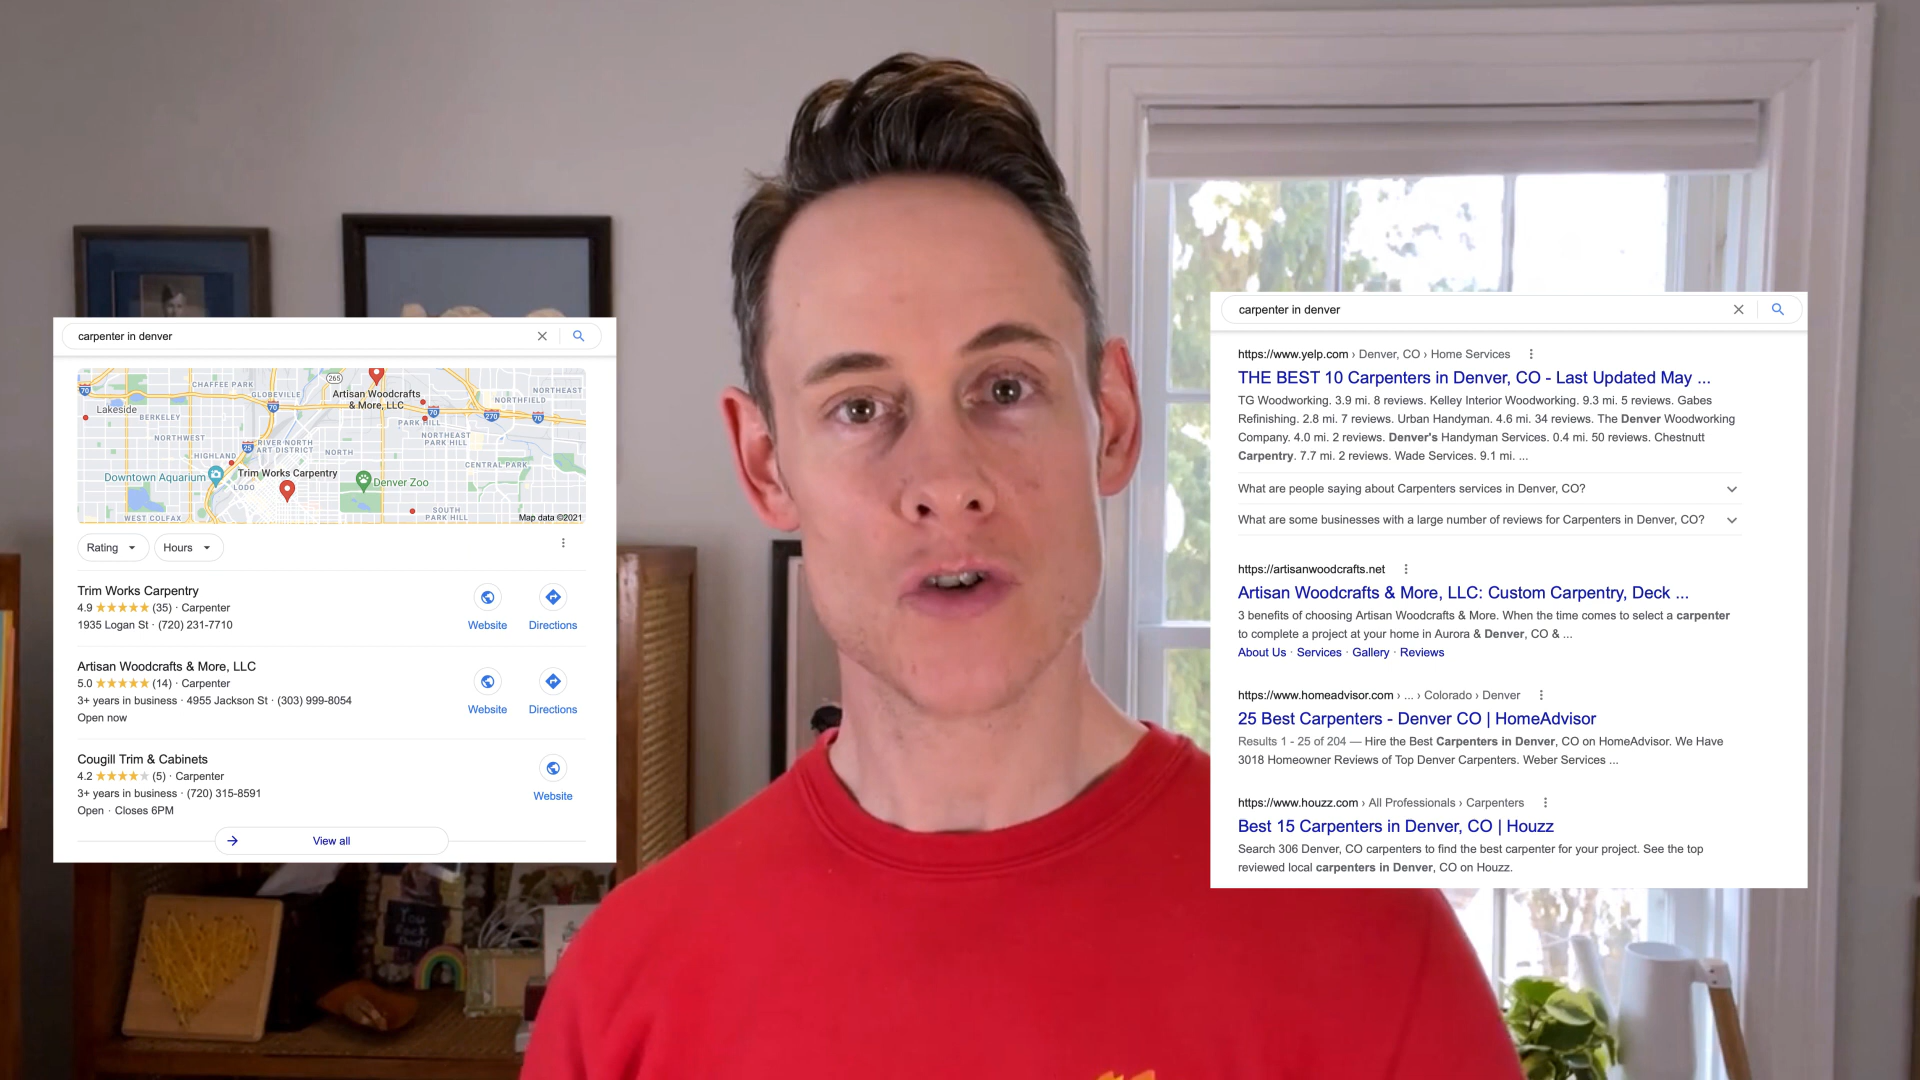 carpenter in denver
70
CHAFFEE PARK
GLOBEVILLE
265
Artisan Woodcrafts
& More, LLC
NORTHEAST
NORTHFIELD
Lakeside
BERKELEY
70
70
270
70
PARK HILL
NORTHEAST
PARK HILL
NORTHWEST
HIGHLAND
25
RIVER NORTH
ART DISTRICT
NORTH
CENTRAL PARK
Downtown Aquarium
Trim Works Carpentry
LODO
Denver Zoo
WEST COLFAX
SOUTH
PARK HILL
Map data ©2021
Rating
Hours
Trim Works Carpentry
4.9 ★★★★★ (35) · Carpenter
1935 Logan St · (720) 231-7710
Website
Directions
Artisan Woodcrafts & More, LLC
5.0 ★★★★★ (14) · Carpenter
3+ years in business · 4955 Jackson St · (303) 999-8054
Open now
Website
Directions
Cougill Trim & Cabinets
4.2 ★★★★★ (5) · Carpenter
3+ years in business · (720) 315-8591
Open · Closes 6PM
Website
View all
You
Rock
Dad!
carpenter in denver
https://www.yelp.com › Denver, CO › Home Services
THE BEST 10 Carpenters in Denver, CO - Last Updated May ...
TG Woodworking. 3.9 mi. 8 reviews. Kelley Interior Woodworking. 9.3 mi. 5 reviews. Gabes
Refinishing. 2.8 mi. 7 reviews. Urban Handyman. 4.6 mi. 34 reviews. The Denver Woodworking
Company. 4.0 mi. 2 reviews. Denver's Handyman Services. 0.4 mi. 50 reviews. Chestnutt
Carpentry. 7.7 mi. 2 reviews. Wade Services. 9.1 mi. ...
What are people saying about Carpenters services in Denver, CO?
What are some businesses with a large number of reviews for Carpenters in Denver, CO?
https://artisanwoodcrafts.net
Artisan Woodcrafts & More, LLC: Custom Carpentry, Deck ...
3 benefits of choosing Artisan Woodcrafts & More. When the time comes to select a carpenter
to complete a project at your home in Aurora & Denver, CO & ...
About Us · Services · Gallery · Reviews
https://www.homeadvisor.com › ... › Colorado › Denver
25 Best Carpenters - Denver CO | HomeAdvisor
Results 1 - 25 of 204 — Hire the Best Carpenters in Denver, CO on HomeAdvisor. We Have
3018 Homeowner Reviews of Top Denver Carpenters. Weber Services ...
https://www.houzz.com › All Professionals › Carpenters
Best 15 Carpenters in Denver, CO | Houzz
Search 306 Denver, CO carpenters to find the best carpenter for your project. See the top
reviewed local carpenters in Denver, CO on Houzz.